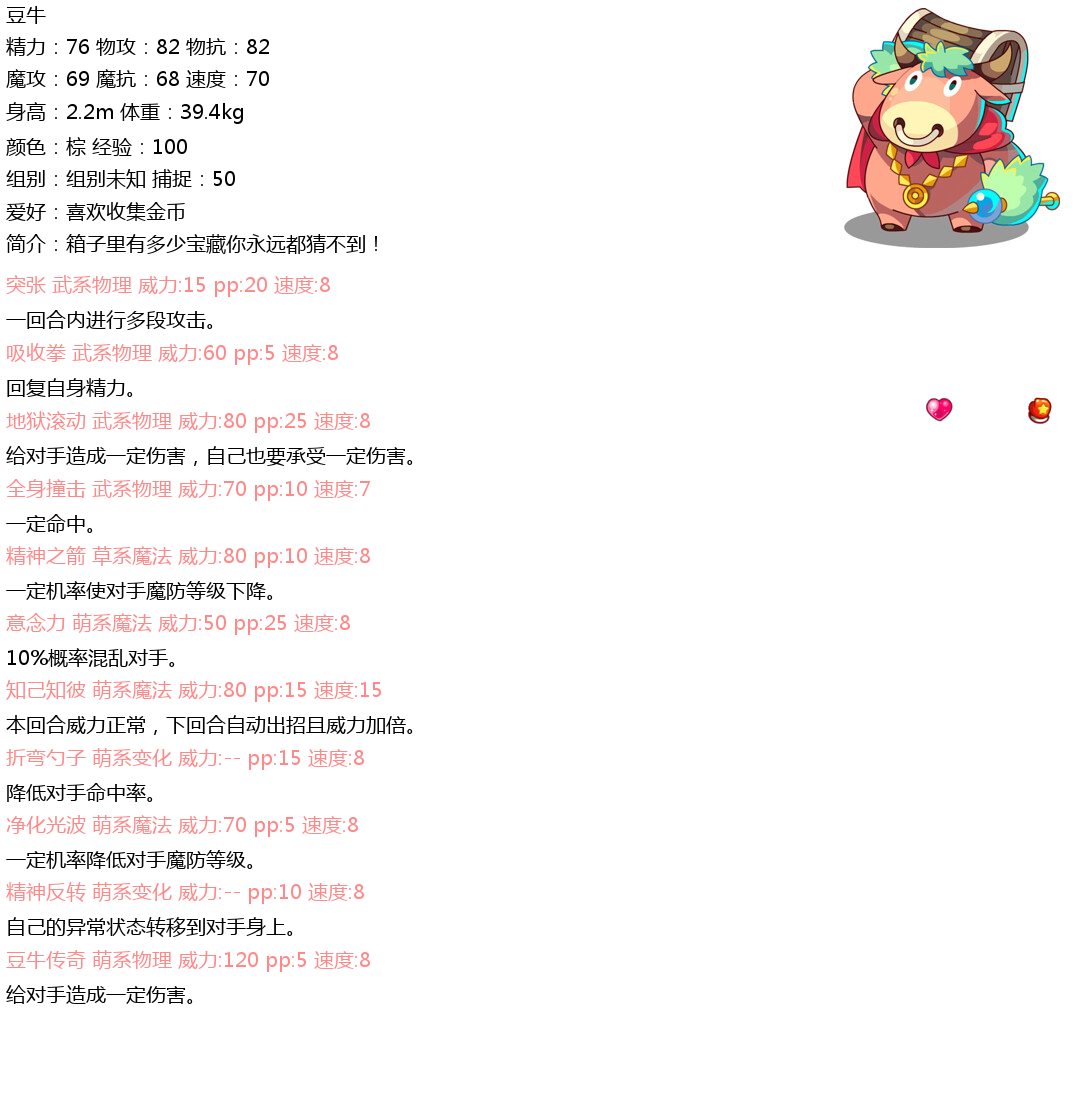 豆牛
精力：76 物攻：82 物抗：82
魔攻：69 魔抗：68 速度：70
身高：2.2m 体重：39.4kg
颜色：棕 经验：100
组别：组别未知 捕捉：50
爱好：喜欢收集金币
简介：箱子里有多少宝藏你永远都猜不到！
突张 武系物理 威力:15 pp:20 速度:8
一回合内进行多段攻击。
吸收拳 武系物理 威力:60 pp:5 速度:8
回复自身精力。
地狱滚动 武系物理 威力:80 pp:25 速度:8
给对手造成一定伤害，自己也要承受一定伤害。
全身撞击 武系物理 威力:70 pp:10 速度:7
一定命中。
精神之箭 草系魔法 威力:80 pp:10 速度:8
一定机率使对手魔防等级下降。
意念力 萌系魔法 威力:50 pp:25 速度:8
10%概率混乱对手。
知己知彼 萌系魔法 威力:80 pp:15 速度:15
本回合威力正常，下回合自动出招且威力加倍。
折弯勺子 萌系变化 威力:-- pp:15 速度:8
降低对手命中率。
净化光波 萌系魔法 威力:70 pp:5 速度:8
一定机率降低对手魔防等级。
精神反转 萌系变化 威力:-- pp:10 速度:8
自己的异常状态转移到对手身上。
豆牛传奇 萌系物理 威力:120 pp:5 速度:8
给对手造成一定伤害。